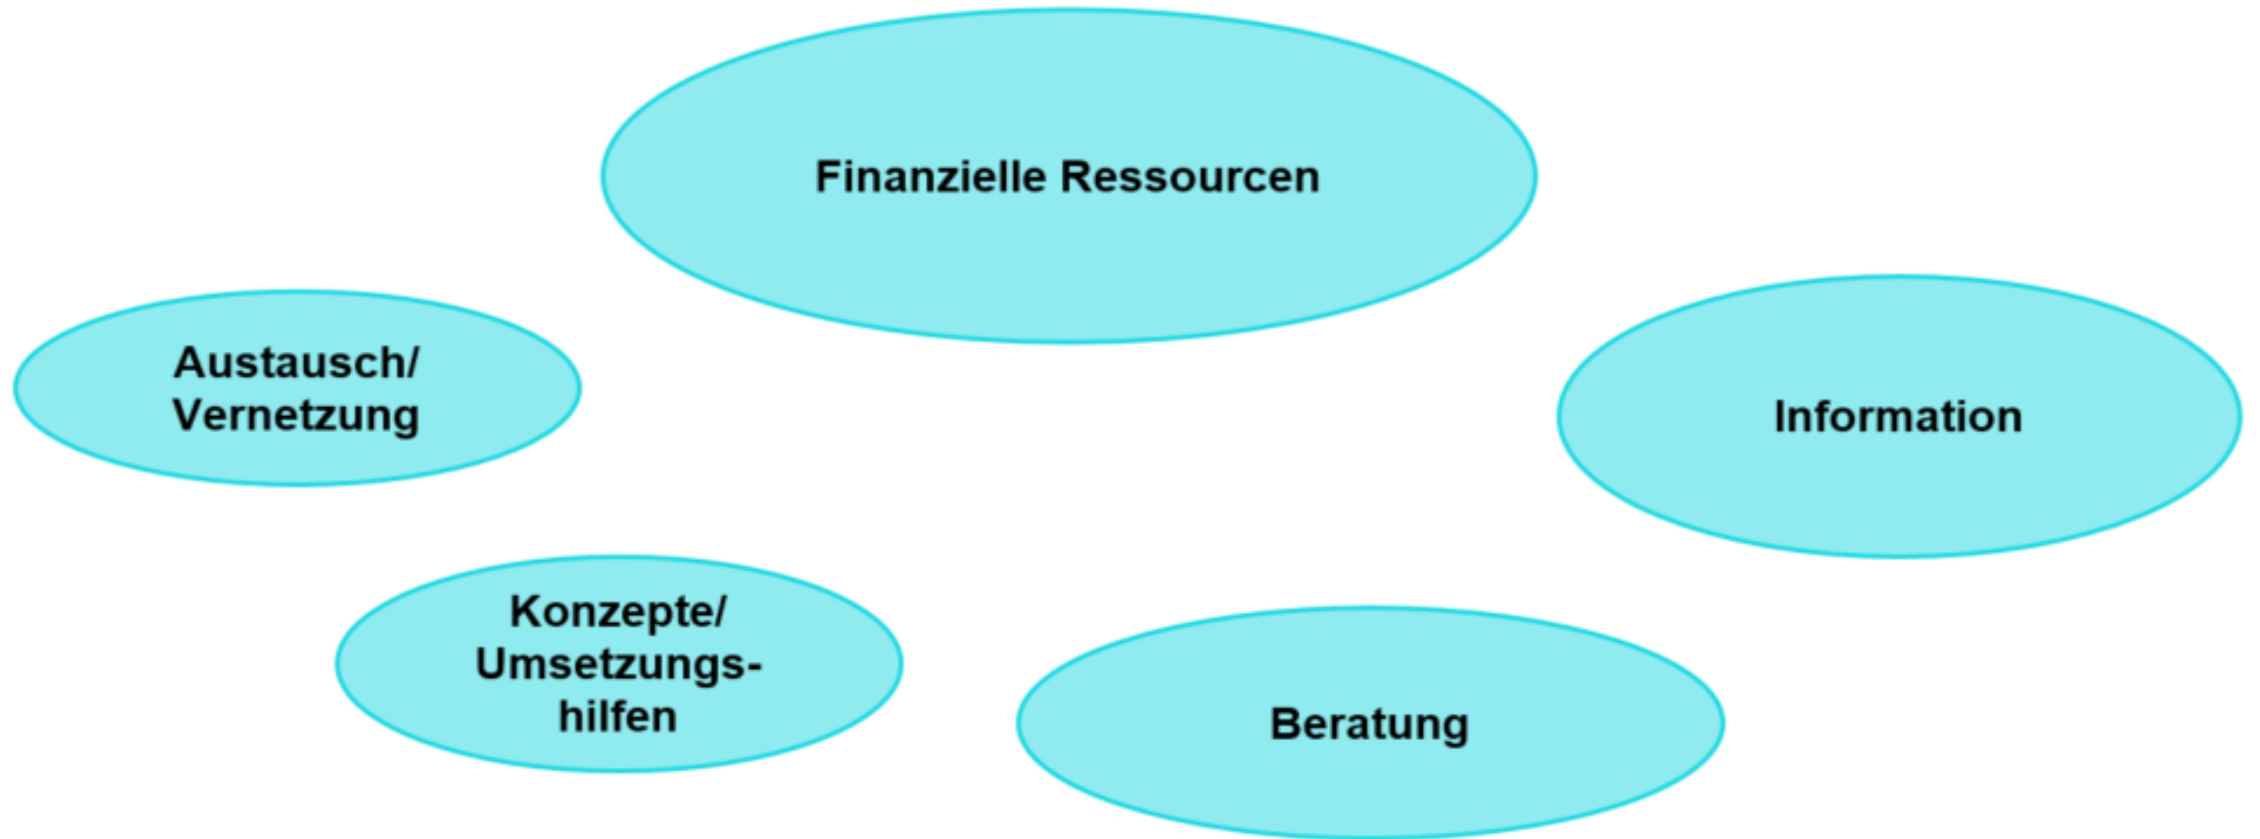 Finanzielle Ressourcen
Austausch/
Vernetzung
Information
Konzepte/
Umsetzungs-
hilfen
Beratung